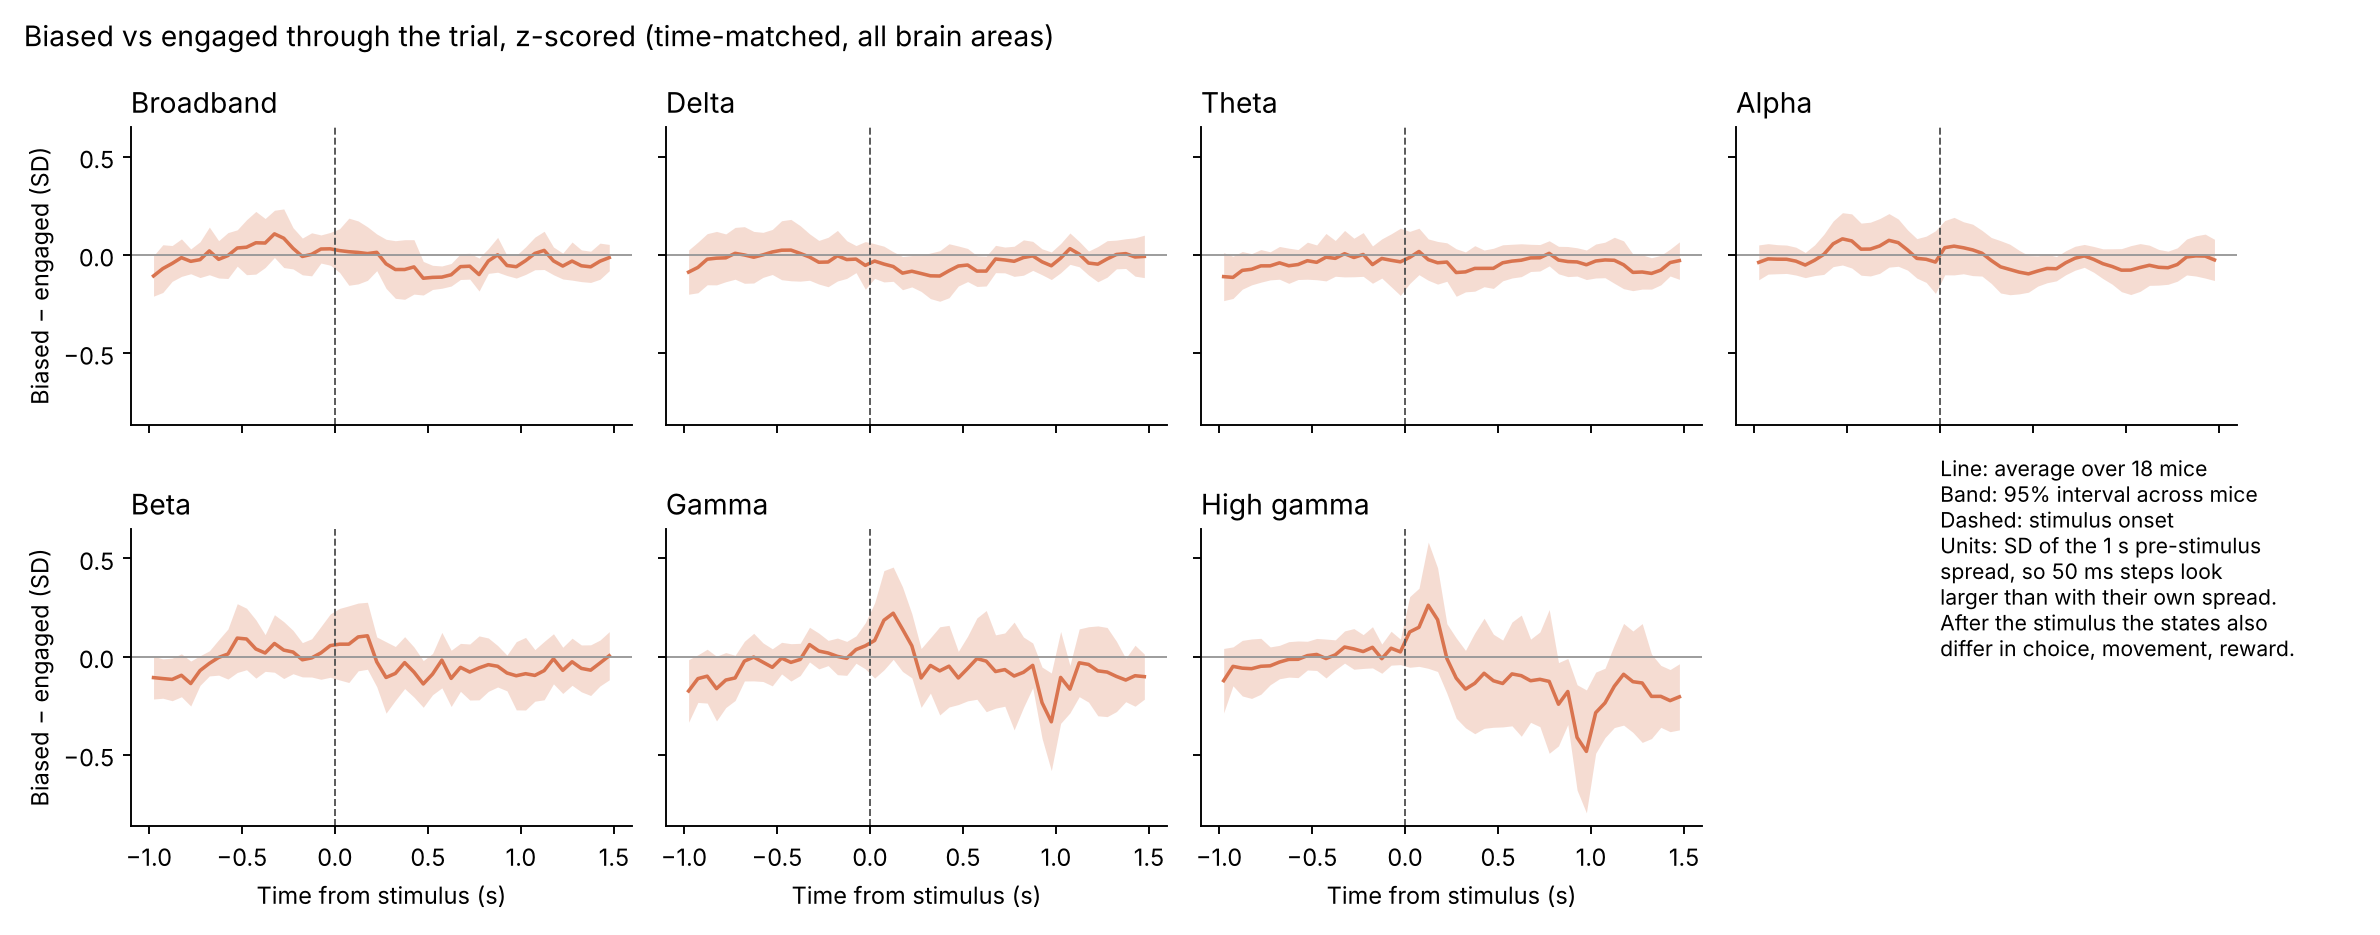 Biased vs engaged through the trial, z-scored (time-matched, all brain areas)
Broadband
Delta
Theta
Alpha
Biased − engaged (SD)
0.5
0.0
−0.5
Line: average over 18 mice
Band: 95% interval across mice
Dashed: stimulus onset
Units: SD of the 1 s pre-stimulus
spread, so 50 ms steps look
larger than with their own spread.
After the stimulus the states also
differ in choice, movement, reward.
Beta
Gamma
High gamma
Biased − engaged (SD)
0.5
0.0
−0.5
−1.0 −0.5 0.0 0.5 1.0 1.5
−1.0 −0.5 0.0 0.5 1.0 1.5
−1.0 −0.5 0.0 0.5 1.0 1.5
Time from stimulus (s)
Time from stimulus (s)
Time from stimulus (s)